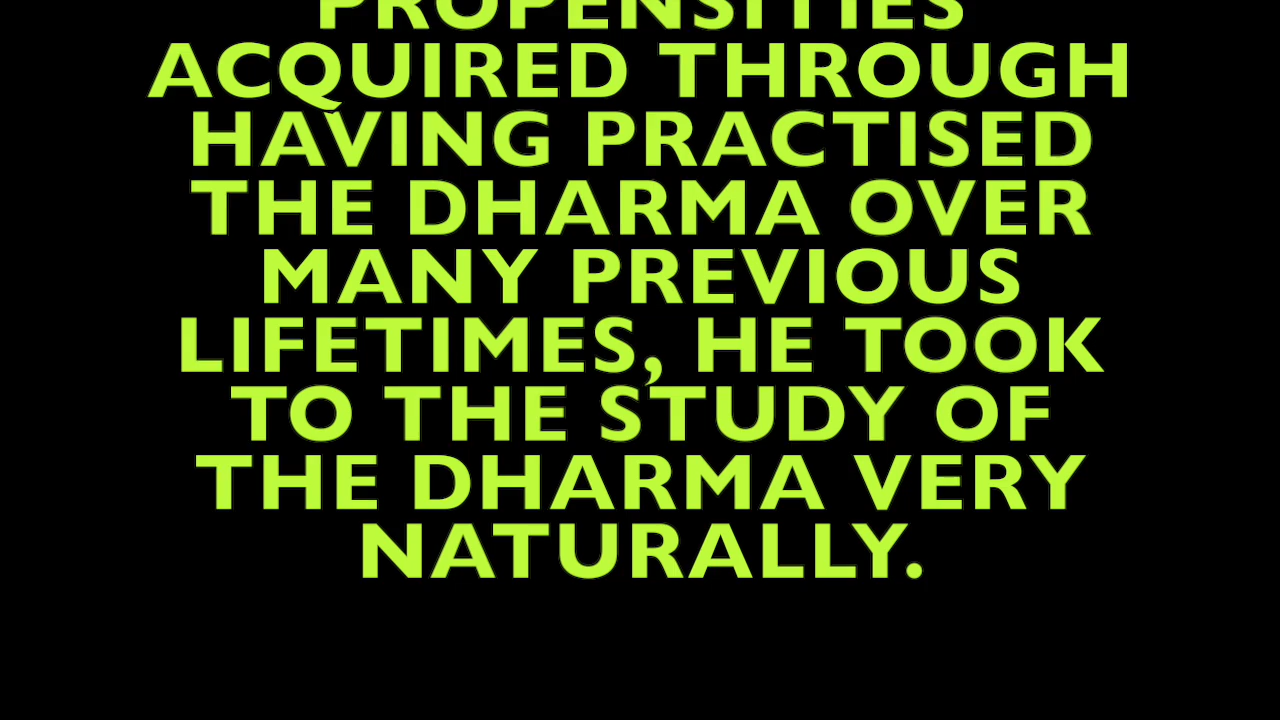 PROPENSITIES
ACQUIRED THROUGH
HAVING PRACTISED
THE DHARMA OVER
MANY PREVIOUS
LIFETIMES, HE TOOK
TO THE STUDY OF
THE DHARMA VERY
NATURALLY.